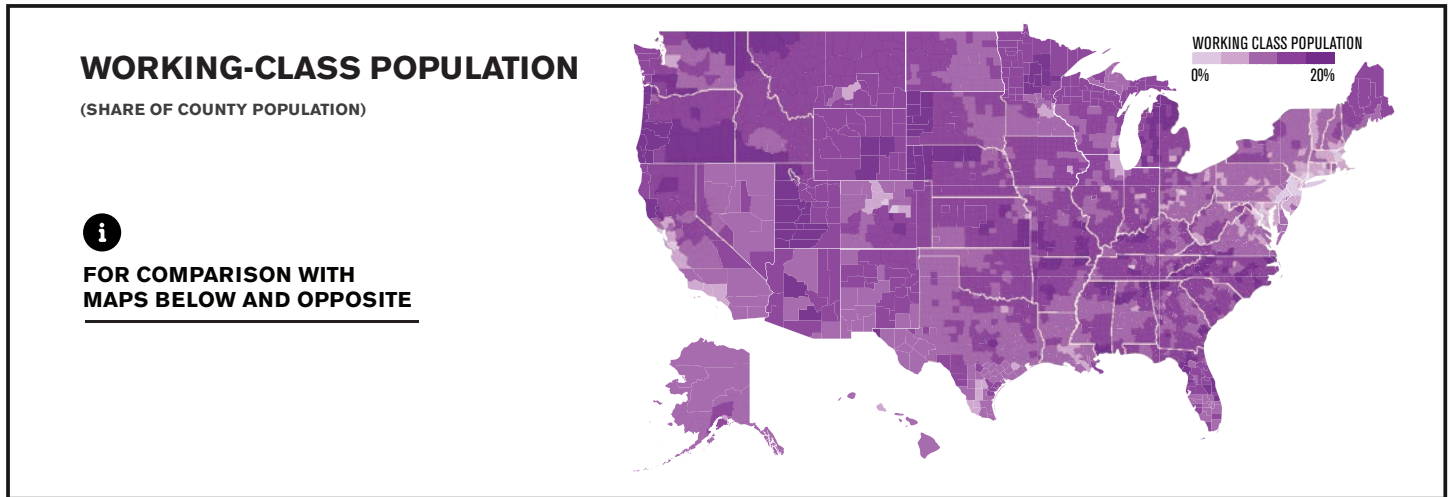 WORKING-CLASS POPULATION
(SHARE OF COUNTY POPULATION)
i
FOR COMPARISON WITH
MAPS BELOW AND OPPOSITE
WORKING CLASS POPULATION
0% 20%